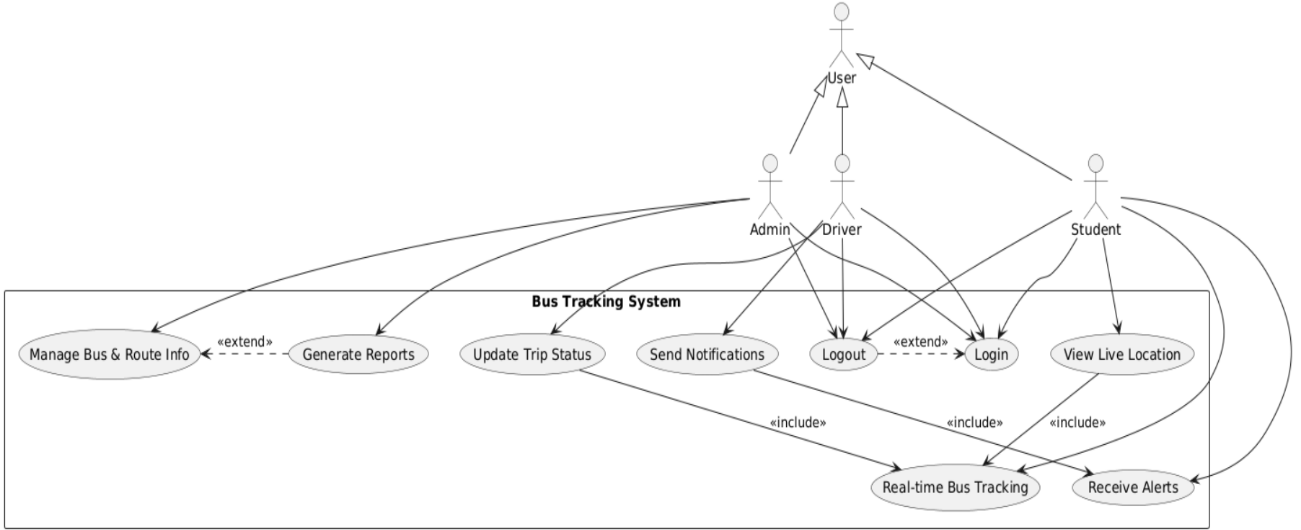 User
Admin
Driver
Student
Bus Tracking System
Manage Bus & Route Info
«extend»
Generate Reports
Update Trip Status
Send Notifications
Logout
«extend»
Login
View Live Location
«include»
«include»
«include»
Real-time Bus Tracking
Receive Alerts